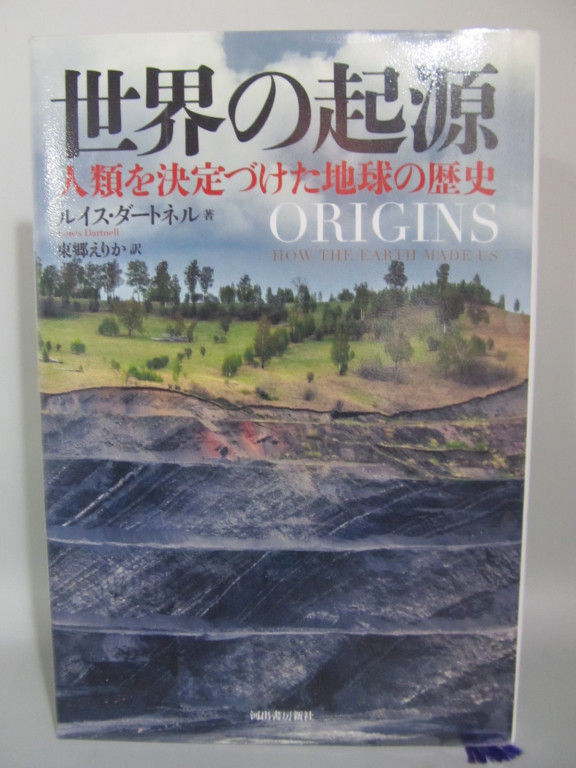 世界の起源
人類を決定づけた地球の歴史
ルイス・ダートネル 著
Lewis Dartnell
東郷えりか 訳
ORIGINS
HOW THE EARTH MADE US
河出書房新社